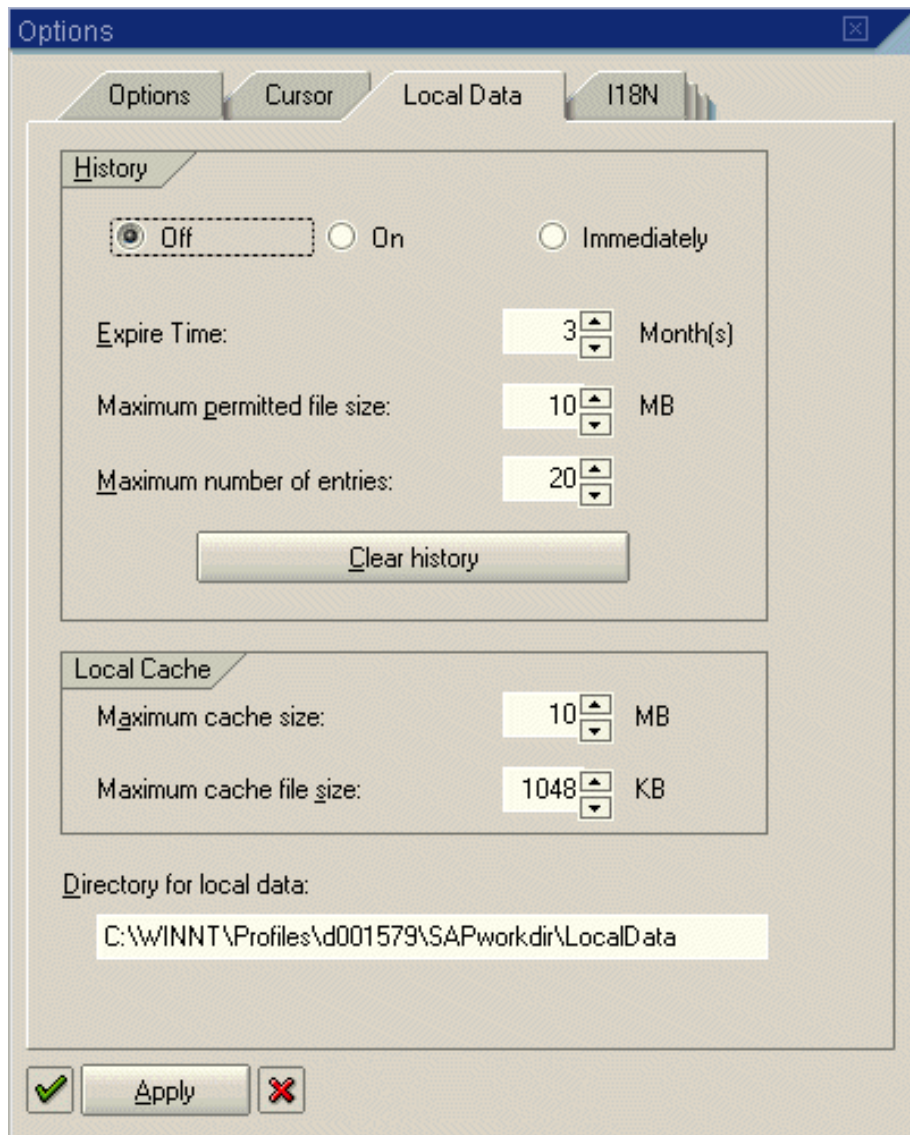 Options
Options Cursor Local Data I18N
History
Off On Immediately
Expire Time: 3 Month(s)
Maximum permitted file size: 10 MB
Maximum number of entries: 20
Clear history
Local Cache
Maximum cache size: 10 MB
Maximum cache file size: 1048 KB
Directory for local data:
C:\WINNT\Profiles\d001579\SAPworkdir\LocalData
Apply